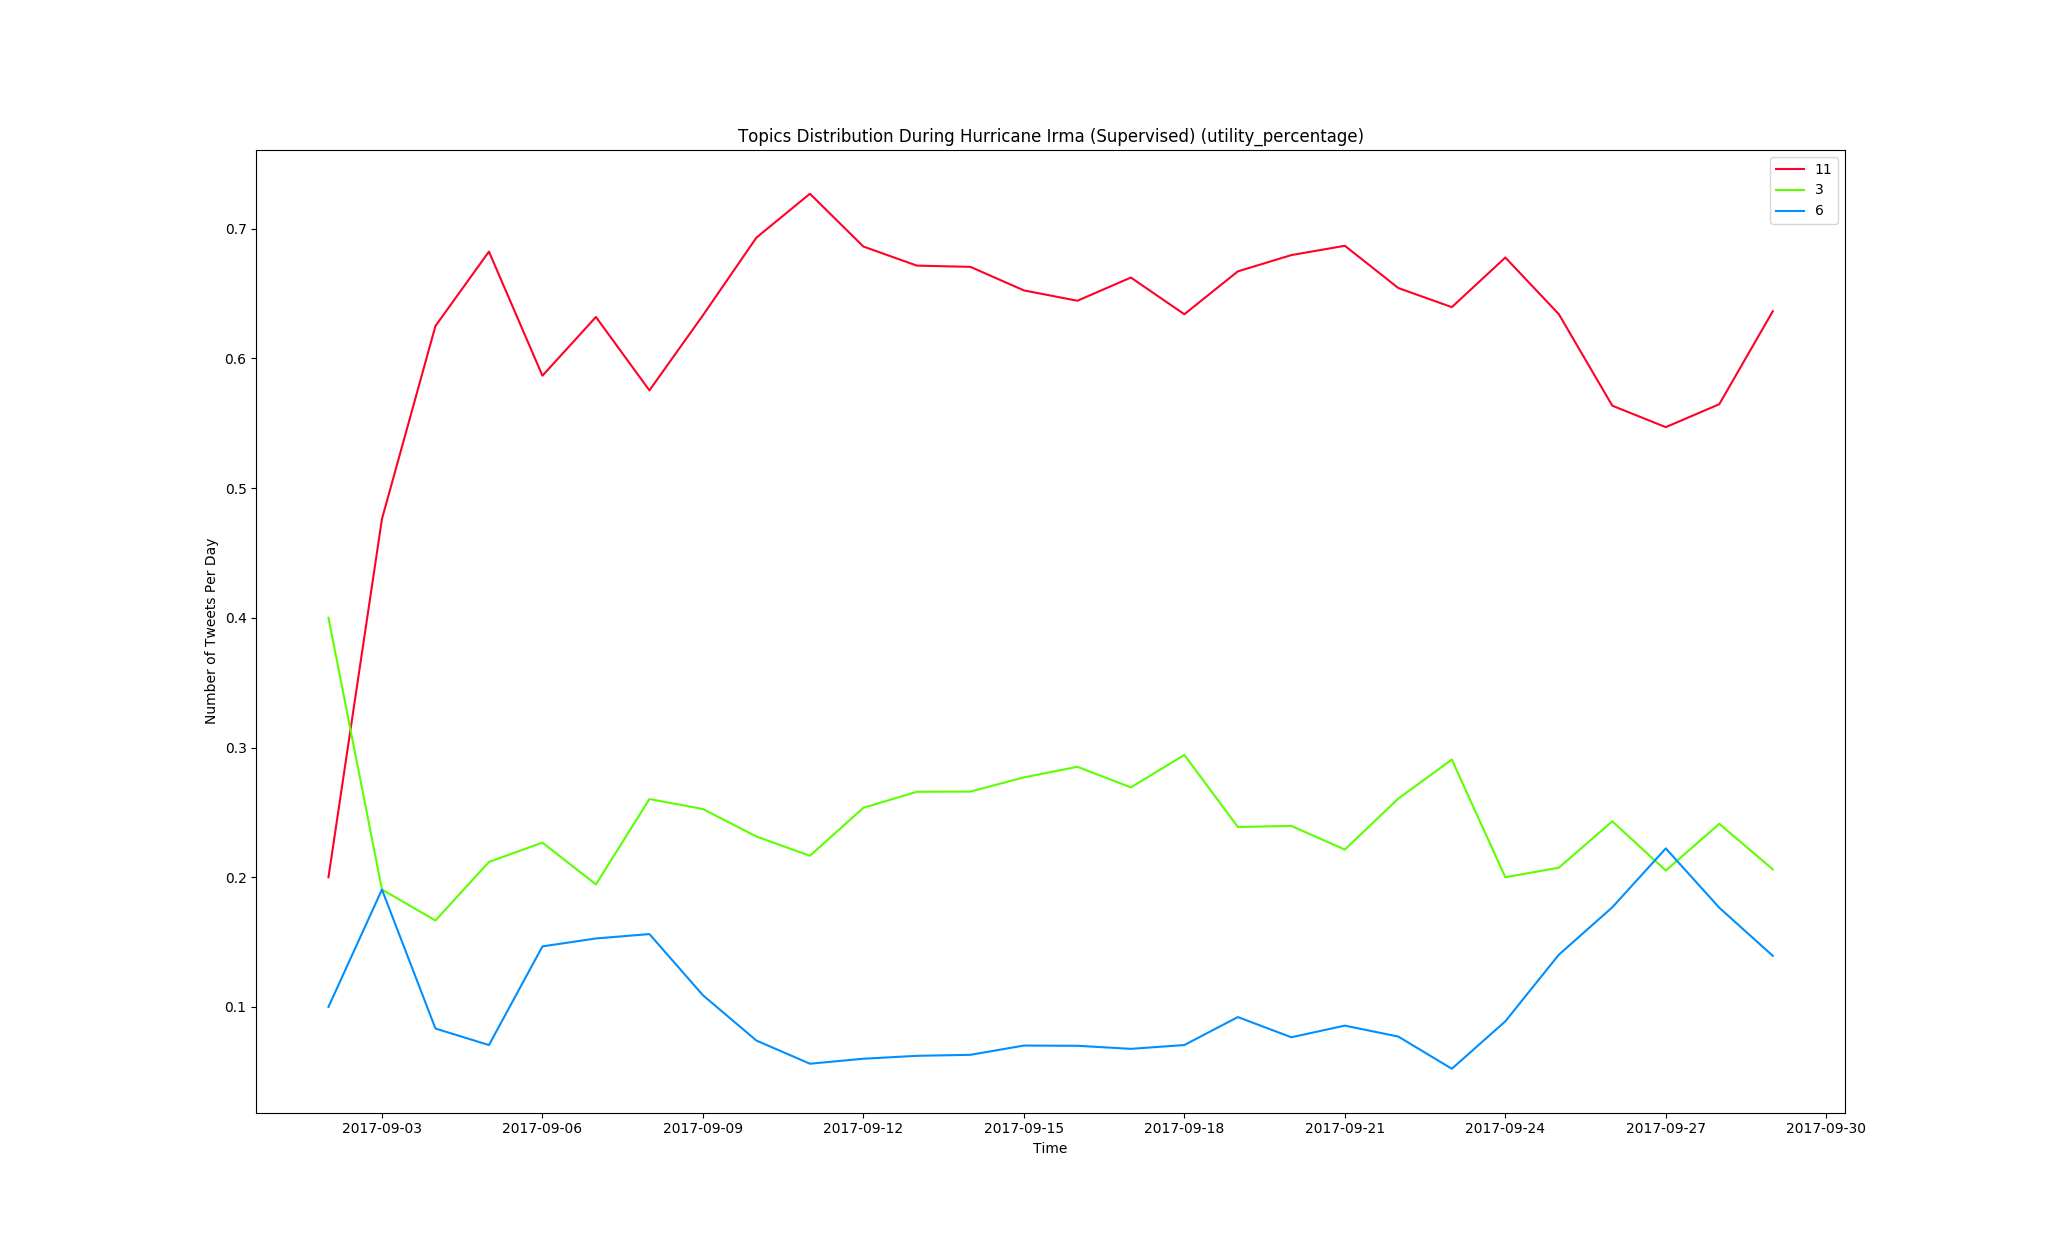 Topics Distribution During Hurricane Irma (Supervised) (utility_percentage)
11
3
6
0.7
0.6
0.5
0.4
0.3
0.2
0.1
Number of Tweets Per Day
2017-09-03 2017-09-06 2017-09-09 2017-09-12 2017-09-15 2017-09-18 2017-09-21 2017-09-24 2017-09-27 2017-09-30
Time